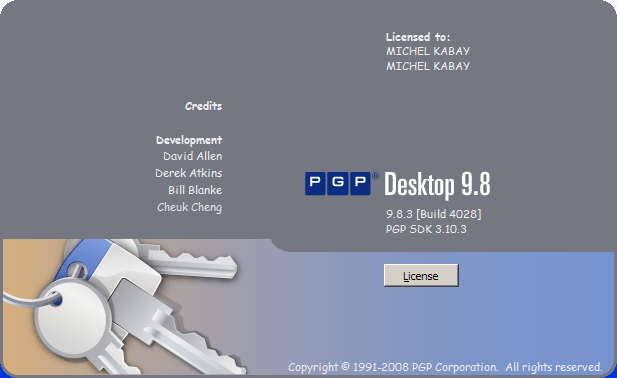 Licensed to:
MICHEL KABAY
MICHEL KABAY
Credits
Development
David Allen
Derek Atkins
Bill Blanke
Cheuk Cheng
PGP® Desktop 9.8
9.8.3 [Build 4028]
PGP SDK 3.10.3
License
Copyright © 1991-2008 PGP Corporation. All rights reserved.